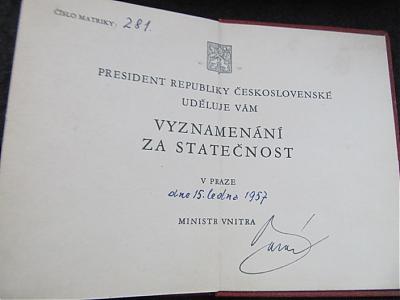 ČÍSLO MATRIKY: 281.
PRESIDENT REPUBLIKY ČESKOSLOVENSKÉ
UDĚLUJE VÁM
VYZNAMENÁNÍ
ZA STATEČNOST
V PRAZE
dne 15. ledna 1957
MINISTR VNITRA